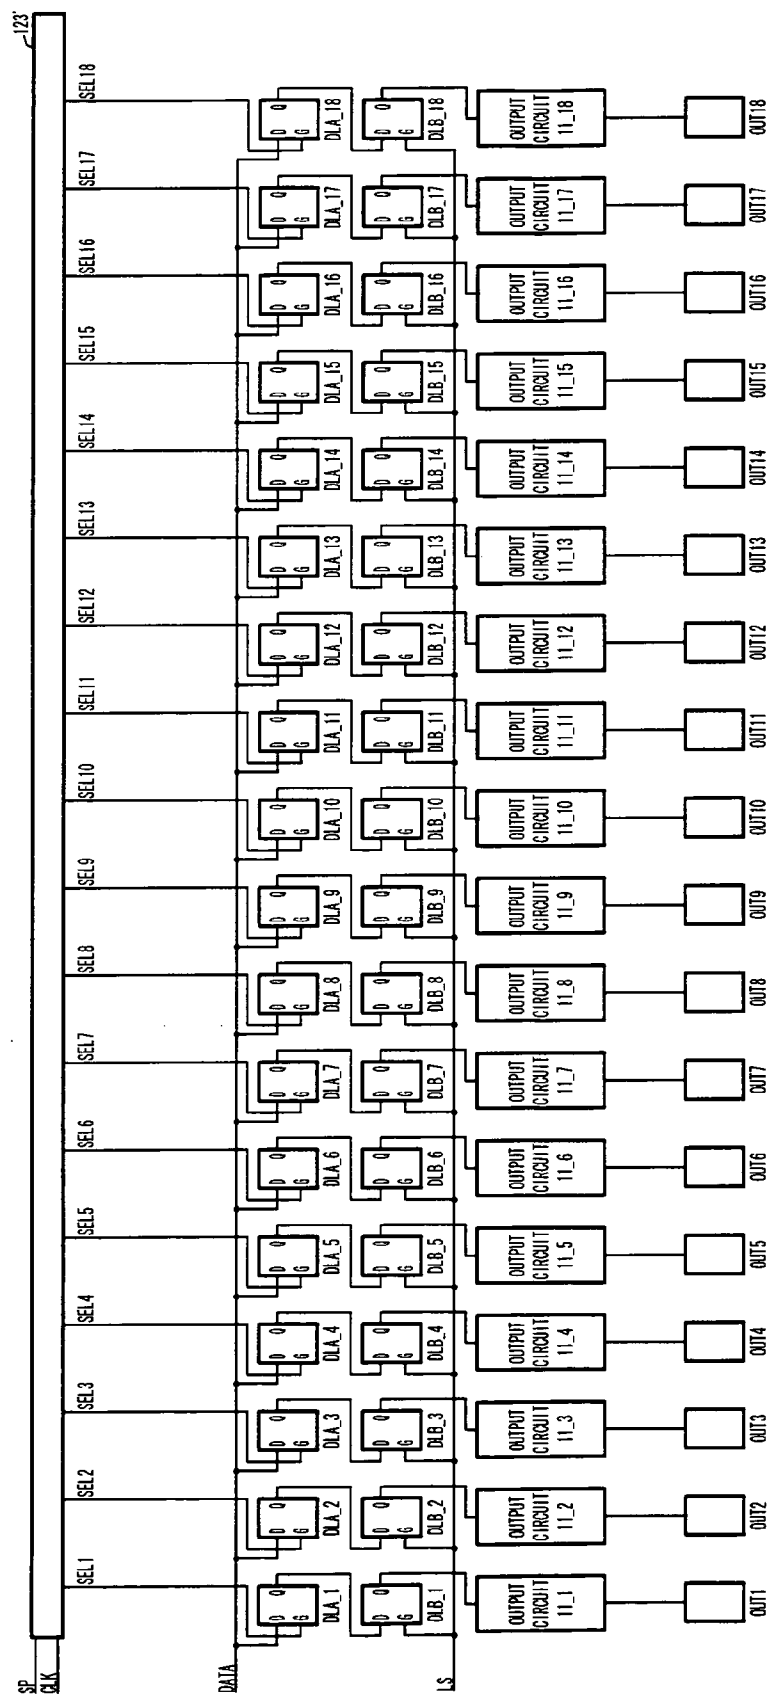 123'
SP
CLK
SEL1 SEL2 SEL3 SEL4 SEL5 SEL6 SEL7 SEL8 SEL9 SEL10 SEL11 SEL12 SEL13 SEL14 SEL15 SEL16 SEL17 SEL18
DATA
D Q D Q D Q D Q D Q D Q D Q D Q D Q D Q D Q D Q D Q D Q D Q D Q D Q D Q
G G G G G G G G G G G G G G G G G G
DLA_1 DLA_2 DLA_3 DLA_4 DLA_5 DLA_6 DLA_7 DLA_8 DLA_9 DLA_10 DLA_11 DLA_12 DLA_13 DLA_14 DLA_15 DLA_16 DLA_17 DLA_18
D Q D Q D Q D Q D Q D Q D Q D Q D Q D Q D Q D Q D Q D Q D Q D Q D Q D Q
G G G G G G G G G G G G G G G G G G
DLB_1 DLB_2 DLB_3 DLB_4 DLB_5 DLB_6 DLB_7 DLB_8 DLB_9 DLB_10 DLB_11 DLB_12 DLB_13 DLB_14 DLB_15 DLB_16 DLB_17 DLB_18
LS
OUTPUT OUTPUT OUTPUT OUTPUT OUTPUT OUTPUT OUTPUT OUTPUT OUTPUT OUTPUT OUTPUT OUTPUT OUTPUT OUTPUT OUTPUT OUTPUT OUTPUT OUTPUT
CIRCUIT CIRCUIT CIRCUIT CIRCUIT CIRCUIT CIRCUIT CIRCUIT CIRCUIT CIRCUIT CIRCUIT CIRCUIT CIRCUIT CIRCUIT CIRCUIT CIRCUIT CIRCUIT CIRCUIT CIRCUIT
11_1 11_2 11_3 11_4 11_5 11_6 11_7 11_8 11_9 11_10 11_11 11_12 11_13 11_14 11_15 11_16 11_17 11_18
OUT1 OUT2 OUT3 OUT4 OUT5 OUT6 OUT7 OUT8 OUT9 OUT10 OUT11 OUT12 OUT13 OUT14 OUT15 OUT16 OUT17 OUT18